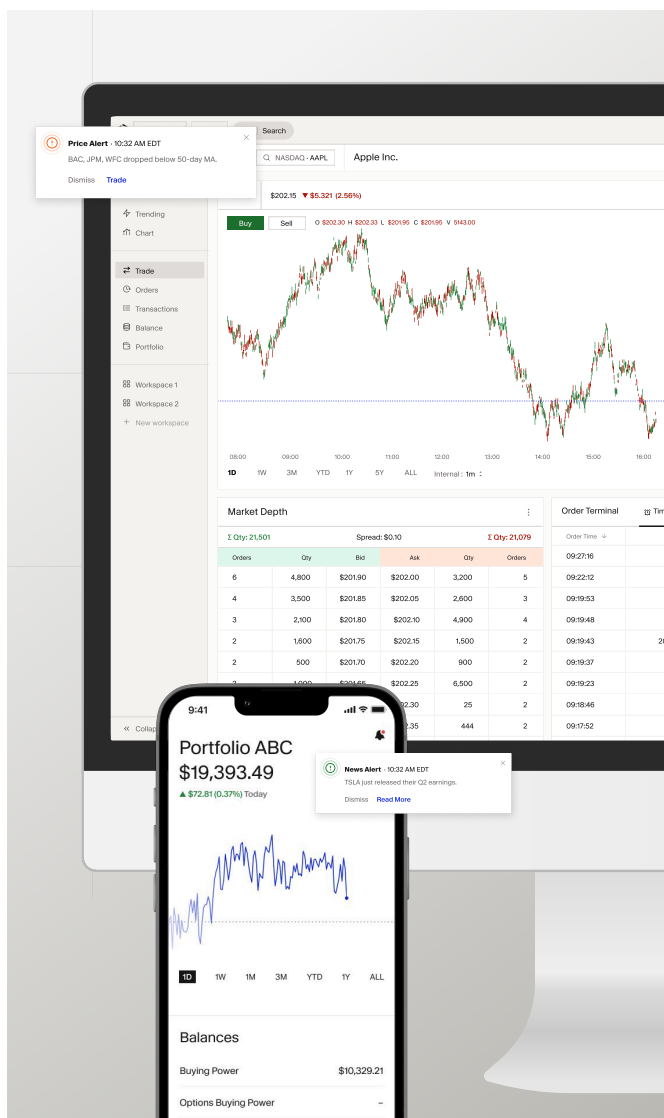 Search
Price Alert · 10:32 AM EDT
BAC, JPM, WFC dropped below 50-day MA.
Dismiss Trade
NASDAQ · AAPL
Apple Inc.
$202.15 ▼ $5.321 (2.56%)
Buy Sell O $202.30 H $202.33 L $201.95 C $201.95 V 5143.00
Trending
Chart
Trade
Orders
Transactions
Balance
Portfolio
Workspace 1
Workspace 2
+ New workspace
08:00 09:00 10:00 11:00 12:00 13:00 14:00 15:00 16:00
1D 1W 3M YTD 1Y 5Y ALL Internal : 1m
Market Depth
Σ Qty: 21,501 Spread: $0.10 Σ Qty: 21,079
Orders Qty Bid Ask Qty Orders
6 4,800 $201.90 $202.00 3,200 5
4 3,500 $201.85 $202.05 2,600 3
3 2,100 $201.80 $202.10 4,900 4
2 1,600 $201.75 $202.15 1,500 2
2 500 $201.70 $202.20 900 2
$202.25 6,500 2
25 2
444 2
Order Terminal
Order Time ↓
09:27:16
09:22:12
09:19:53
09:19:48
09:19:43
09:19:37
09:19:23
09:18:46
09:17:52
9:41
Portfolio ABC
$19,393.49
▲ $72.81 (0.37%) Today
News Alert · 10:32 AM EDT
TSLA just released their Q2 earnings.
Dismiss Read More
1D 1W 1M 3M YTD 1Y ALL
Balances
Buying Power $10,329.21
Options Buying Power –